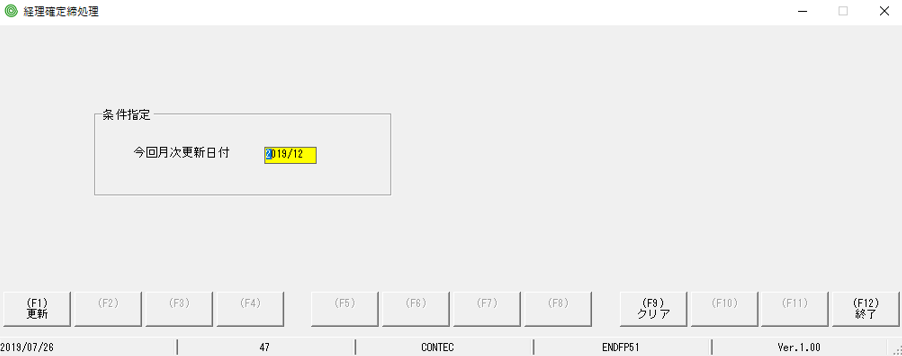 経理確定締処理
条件指定
今回月次更新日付 2019/12
(F1) (F2) (F3) (F4) (F5) (F6) (F7) (F8) (F9) (F10) (F11) (F12)
更新 クリア 終了
2019/07/26 47 CONTEC ENDFP51 Ver.1.00